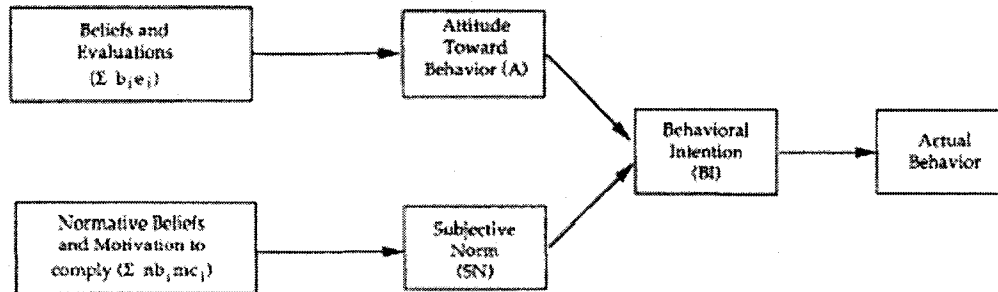 Beliefs and
Evaluations
(Σ bᵢeᵢ)
Attitude
Toward
Behavior (A)
Behavioral
Intention
(BI)
Actual
Behavior
Normative Beliefs
and Motivation to
comply (Σ nbᵢmcᵢ)
Subjective
Norm
(SN)